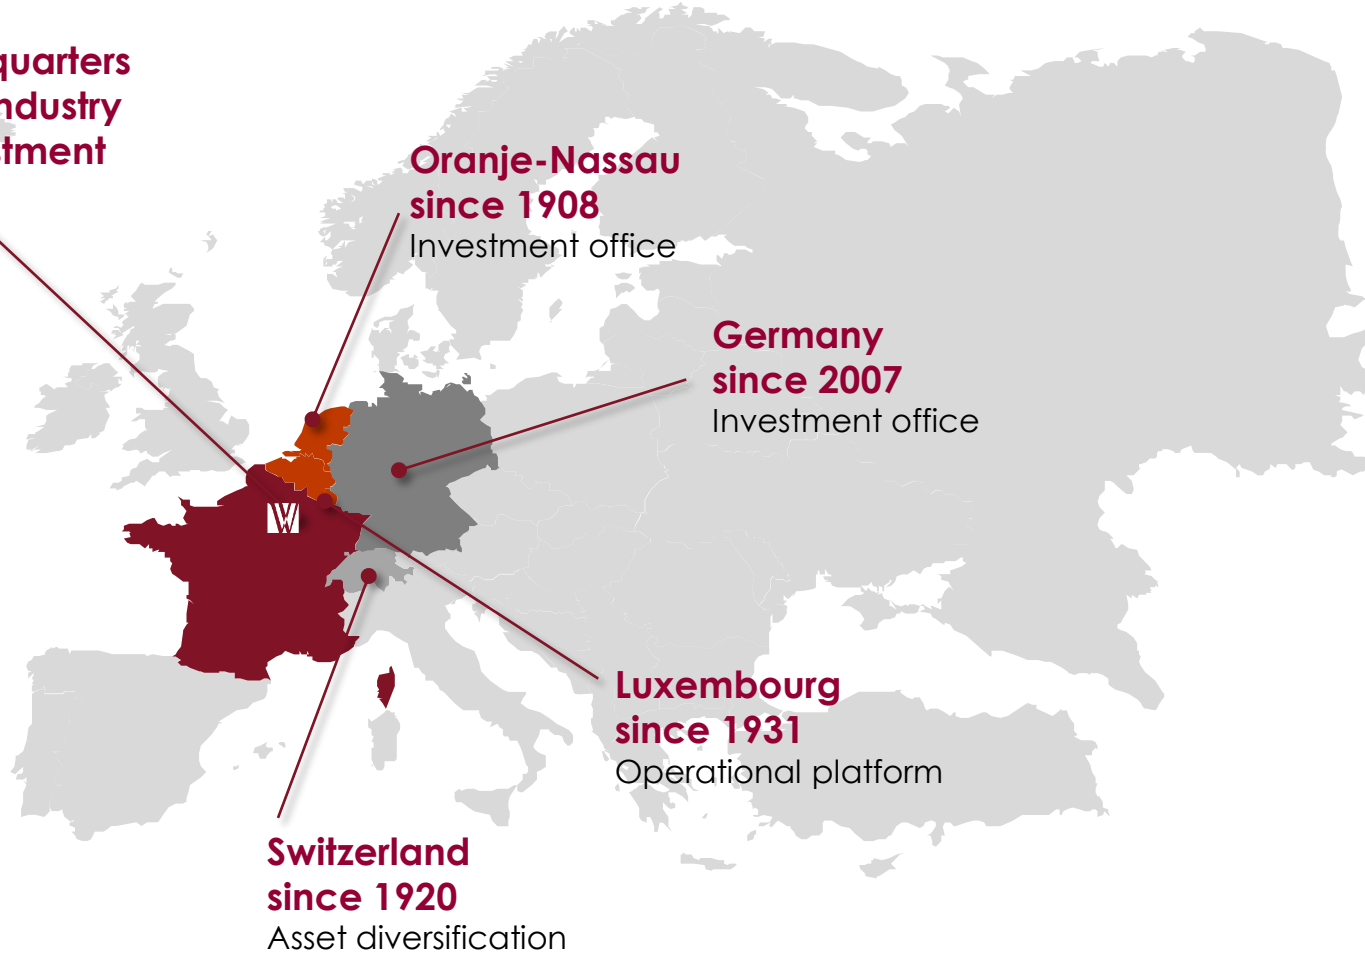 quarters
ndustry
stment
Oranje-Nassau
since 1908
Investment office
Germany
since 2007
Investment office
W
Luxembourg
since 1931
Operational platform
Switzerland
since 1920
Asset diversification